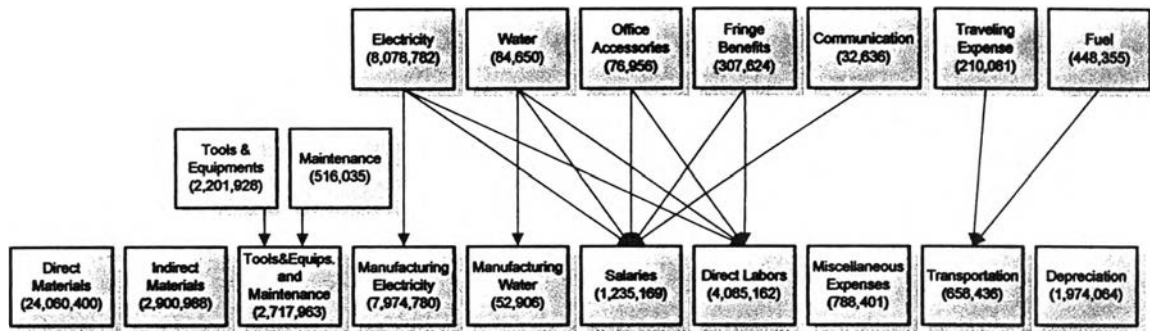 Electricity
(8,078,782)
Water
(84,650)
Office
Accessories
(76,956)
Fringe
Benefits
(307,624)
Communication
(32,636)
Traveling
Expense
(210,081)
Fuel
(448,355)
Tools &
Equipments
(2,201,928)
Maintenance
(516,035)
Direct
Materials
(24,060,400)
Indirect
Materials
(2,900,988)
Tools&Equips.
and
Maintenance
(2,717,963)
Manufacturing
Electricity
(7,974,780)
Manufacturing
Water
(52,906)
Salaries
(1,235,169)
Direct Labors
(4,085,162)
Miscellaneous
Expenses
(788,401)
Transportation
(658,436)
Depreciation
(1,974,064)